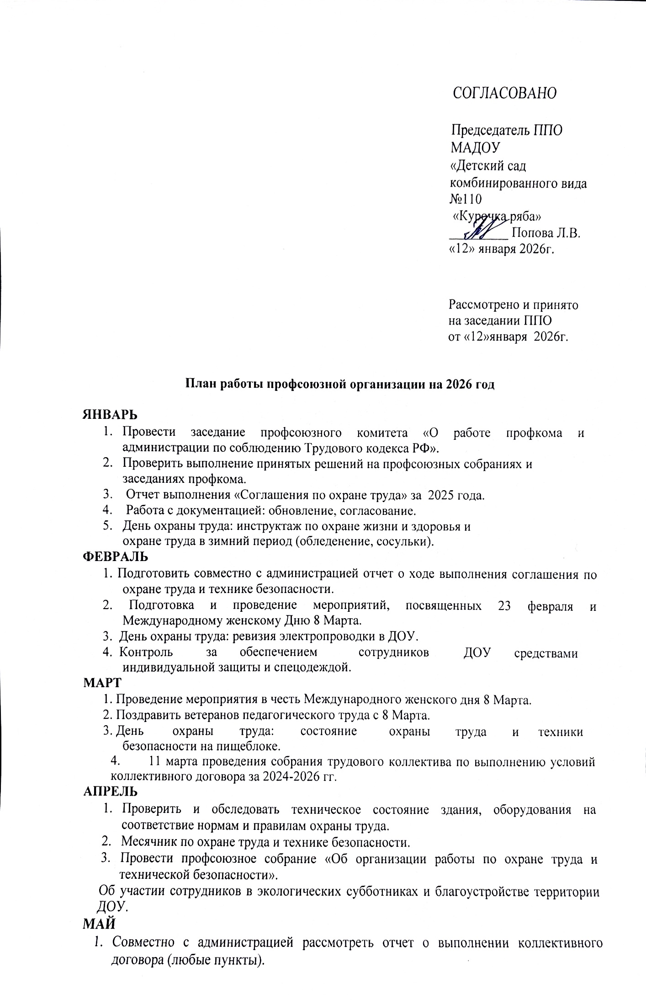 СОГЛАСОВАНО
Председатель ППО
МАДОУ
«Детский сад
комбинированного вида
№110
«Курочка ряба»
_________ Попова Л.В.
«12» января 2026г.
Рассмотрено и принято
на заседании ППО
от «12»января 2026г.
План работы профсоюзной организации на 2026 год
ЯНВАРЬ
1. Провести заседание профсоюзного комитета «О работе профкома и
администрации по соблюдению Трудового кодекса РФ».
2. Проверить выполнение принятых решений на профсоюзных собраниях и
заседаниях профкома.
3. Отчет выполнения «Соглашения по охране труда» за 2025 года.
4. Работа с документацией: обновление, согласование.
5. День охраны труда: инструктаж по охране жизни и здоровья и
охране труда в зимний период (обледенение, сосульки).
ФЕВРАЛЬ
1. Подготовить совместно с администрацией отчет о ходе выполнения соглашения по
охране труда и технике безопасности.
2. Подготовка и проведение мероприятий, посвященных 23 февраля и
Международному женскому Дню 8 Марта.
3. День охраны труда: ревизия электропроводки в ДОУ.
4. Контроль за обеспечением сотрудников ДОУ средствами
индивидуальной защиты и спецодеждой.
МАРТ
1. Проведение мероприятия в честь Международного женского дня 8 Марта.
2. Поздравить ветеранов педагогического труда с 8 Марта.
3. День охраны труда: состояние охраны труда и техники
безопасности на пищеблоке.
4. 11 марта проведения собрания трудового коллектива по выполнению условий
коллективного договора за 2024-2026 гг.
АПРЕЛЬ
1. Проверить и обследовать техническое состояние здания, оборудования на
соответствие нормам и правилам охраны труда.
2. Месячник по охране труда и технике безопасности.
3. Провести профсоюзное собрание «Об организации работы по охране труда и
технической безопасности».
Об участии сотрудников в экологических субботниках и благоустройстве территории
ДОУ.
МАЙ
1. Совместно с администрацией рассмотреть отчет о выполнении коллективного
договора (любые пункты).